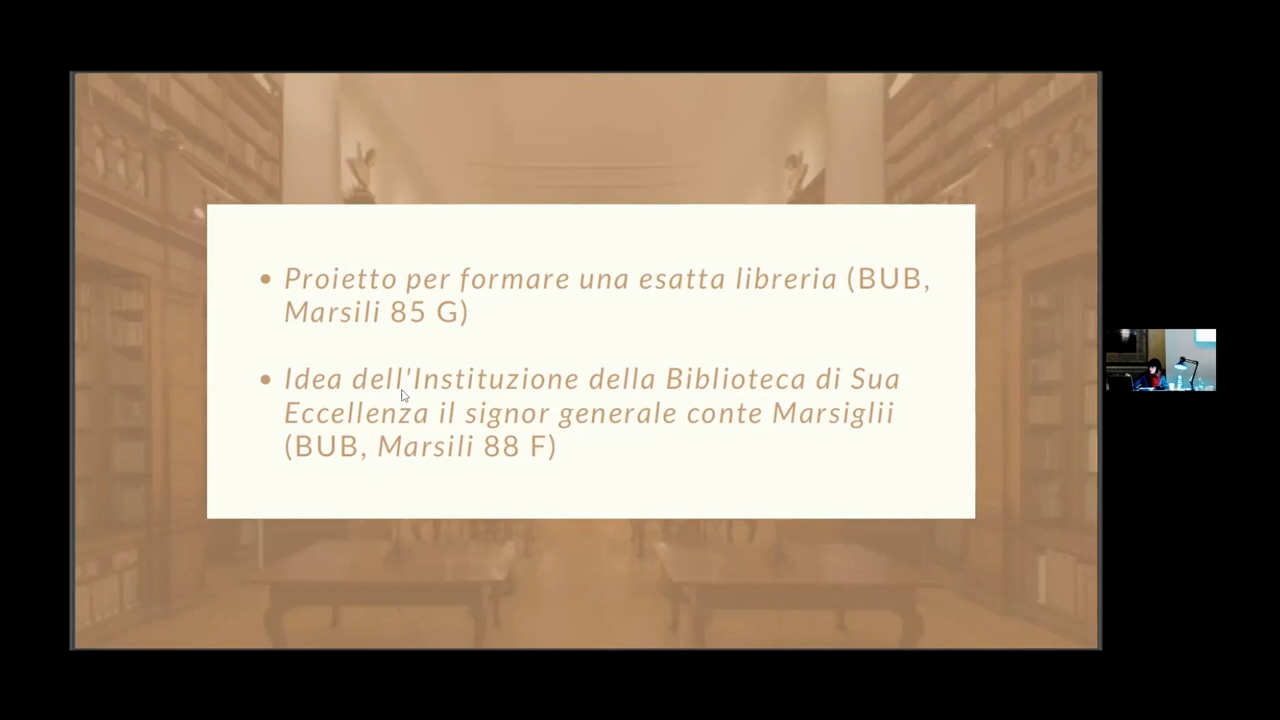 • Proietto per formare una esatta libreria (BUB,
Marsili 85 G)
• Idea dell'Instituzione della Biblioteca di Sua
Eccellenza il signor generale conte Marsiglii
(BUB, Marsili 88 F)